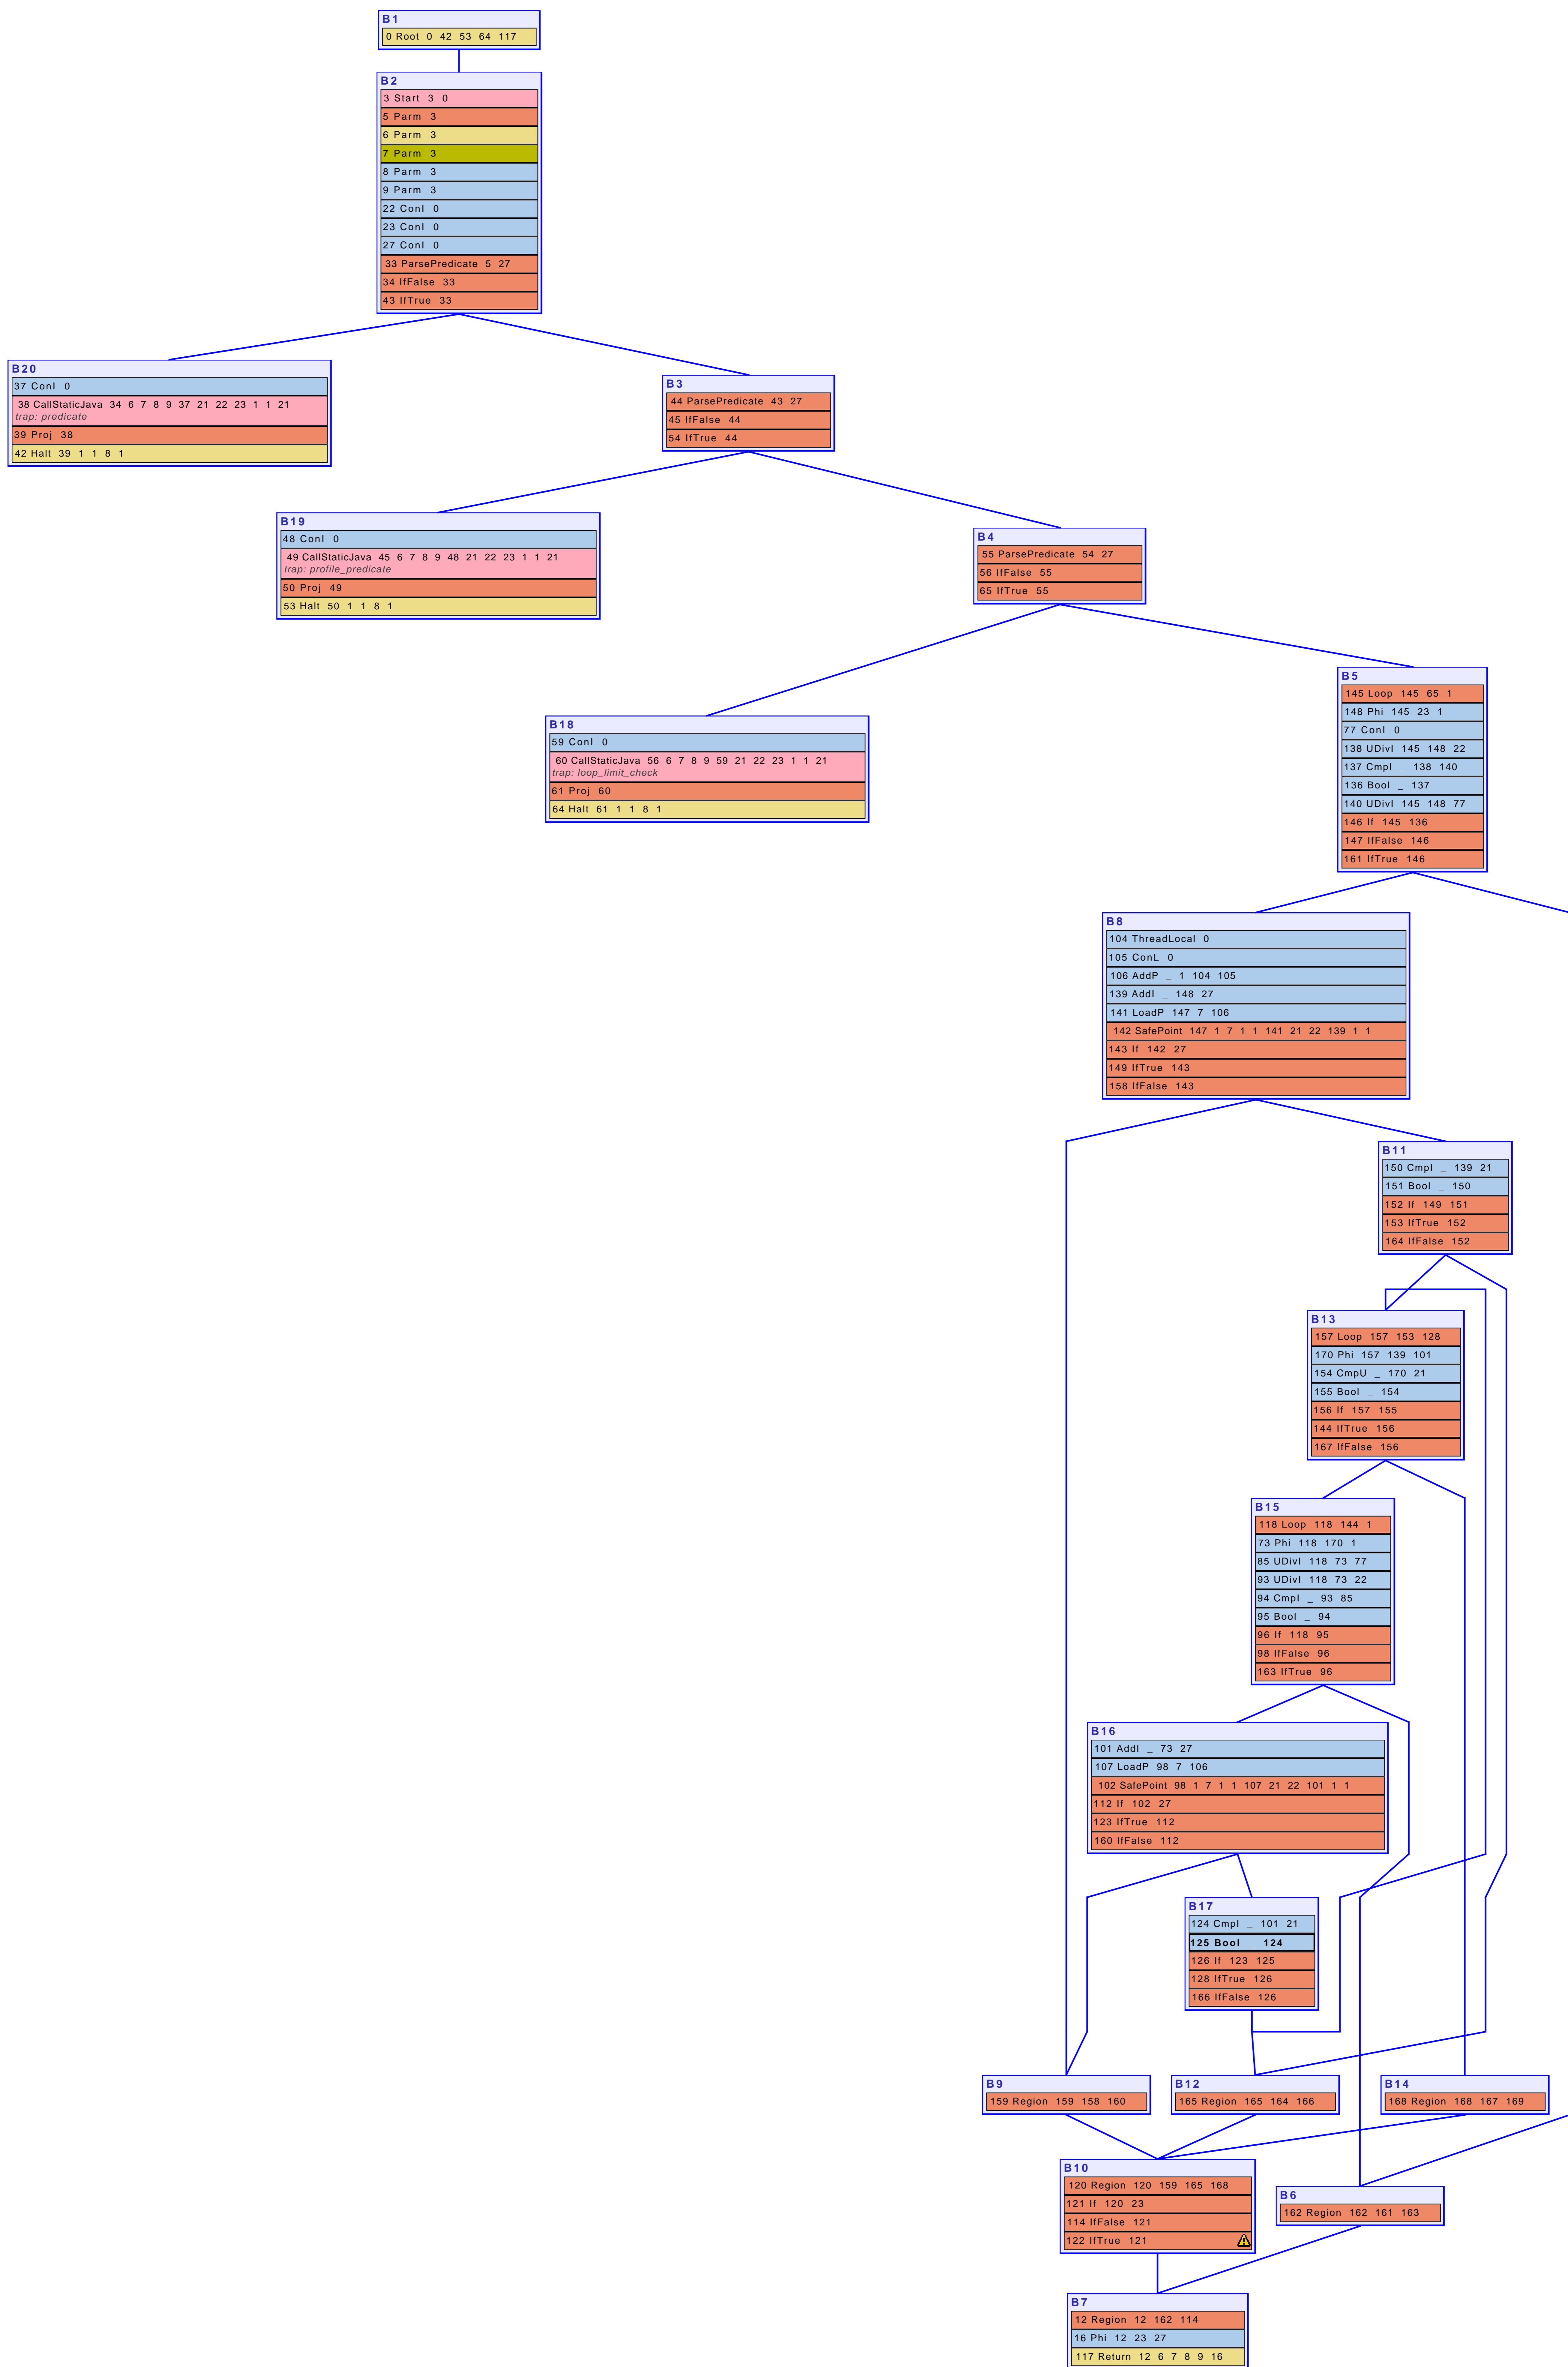 B1
0 Root 0 42 53 64 117
B2
3 Start 3 0
5 Parm 3
6 Parm 3
7 Parm 3
8 Parm 3
9 Parm 3
22 ConI 0
23 ConI 0
27 ConI 0
33 ParsePredicate 5 27
34 IfFalse 33
43 IfTrue 33
B20
37 ConI 0
38 CallStaticJava 34 6 7 8 9 37 21 22 23 1 1 21
trap: predicate
39 Proj 38
42 Halt 39 1 1 8 1
B3
44 ParsePredicate 43 27
45 IfFalse 44
54 IfTrue 44
B19
48 ConI 0
49 CallStaticJava 45 6 7 8 9 48 21 22 23 1 1 21
trap: profile_predicate
50 Proj 49
53 Halt 50 1 1 8 1
B4
55 ParsePredicate 54 27
56 IfFalse 55
65 IfTrue 55
B18
59 ConI 0
60 CallStaticJava 56 6 7 8 9 59 21 22 23 1 1 21
trap: loop_limit_check
61 Proj 60
64 Halt 61 1 1 8 1
B5
145 Loop 145 65 1
148 Phi 145 23 1
77 ConI 0
138 UDivI 145 148 22
137 CmpI _ 138 140
136 Bool _ 137
140 UDivI 145 148 77
146 If 145 136
147 IfFalse 146
161 IfTrue 146
B8
104 ThreadLocal 0
105 ConL 0
106 AddP _ 1 104 105
139 AddI _ 148 27
141 LoadP 147 7 106
142 SafePoint 147 1 7 1 1 141 21 22 139 1 1
143 If 142 27
149 IfTrue 143
158 IfFalse 143
B11
150 CmpI _ 139 21
151 Bool _ 150
152 If 149 151
153 IfTrue 152
164 IfFalse 152
B13
157 Loop 157 153 128
170 Phi 157 139 101
154 CmpU _ 170 21
155 Bool _ 154
156 If 157 155
144 IfTrue 156
167 IfFalse 156
B15
118 Loop 118 144 1
73 Phi 118 170 1
85 UDivI 118 73 77
93 UDivI 118 73 22
94 CmpI _ 93 85
95 Bool _ 94
96 If 118 95
98 IfFalse 96
163 IfTrue 96
B16
101 AddI _ 73 27
107 LoadP 98 7 106
102 SafePoint 98 1 7 1 1 107 21 22 101 1 1
112 If 102 27
123 IfTrue 112
160 IfFalse 112
B17
124 CmpI _ 101 21
125 Bool _ 124
126 If 123 125
128 IfTrue 126
166 IfFalse 126
B9
159 Region 159 158 160
B12
165 Region 165 164 166
B14
168 Region 168 167 169
B10
120 Region 120 159 165 168
121 If 120 23
114 IfFalse 121
122 IfTrue 121
B6
162 Region 162 161 163
B7
12 Region 12 162 114
16 Phi 12 23 27
117 Return 12 6 7 8 9 16